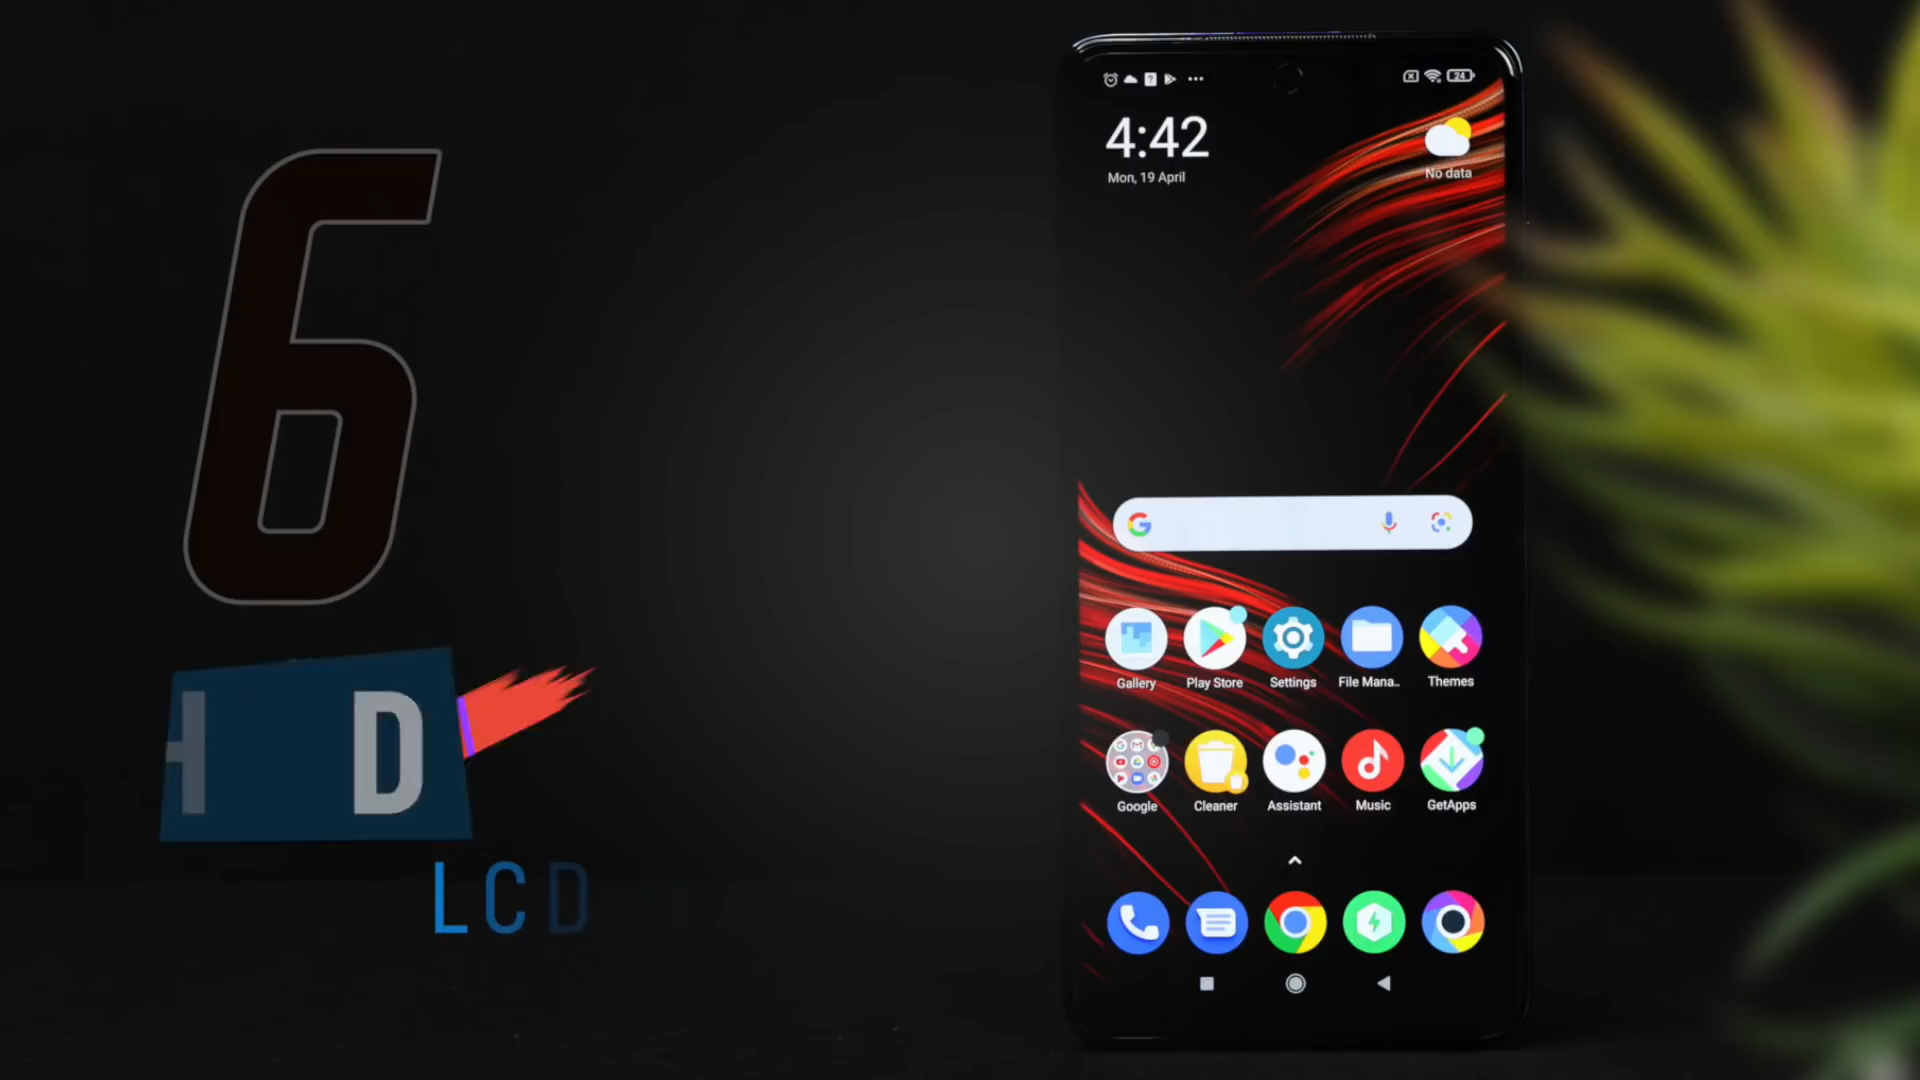 6
H D
LCD
24
4:42
Mon, 19 April
No data
Gallery Play Store Settings File Mana.. Themes
Google Cleaner Assistant Music GetApps